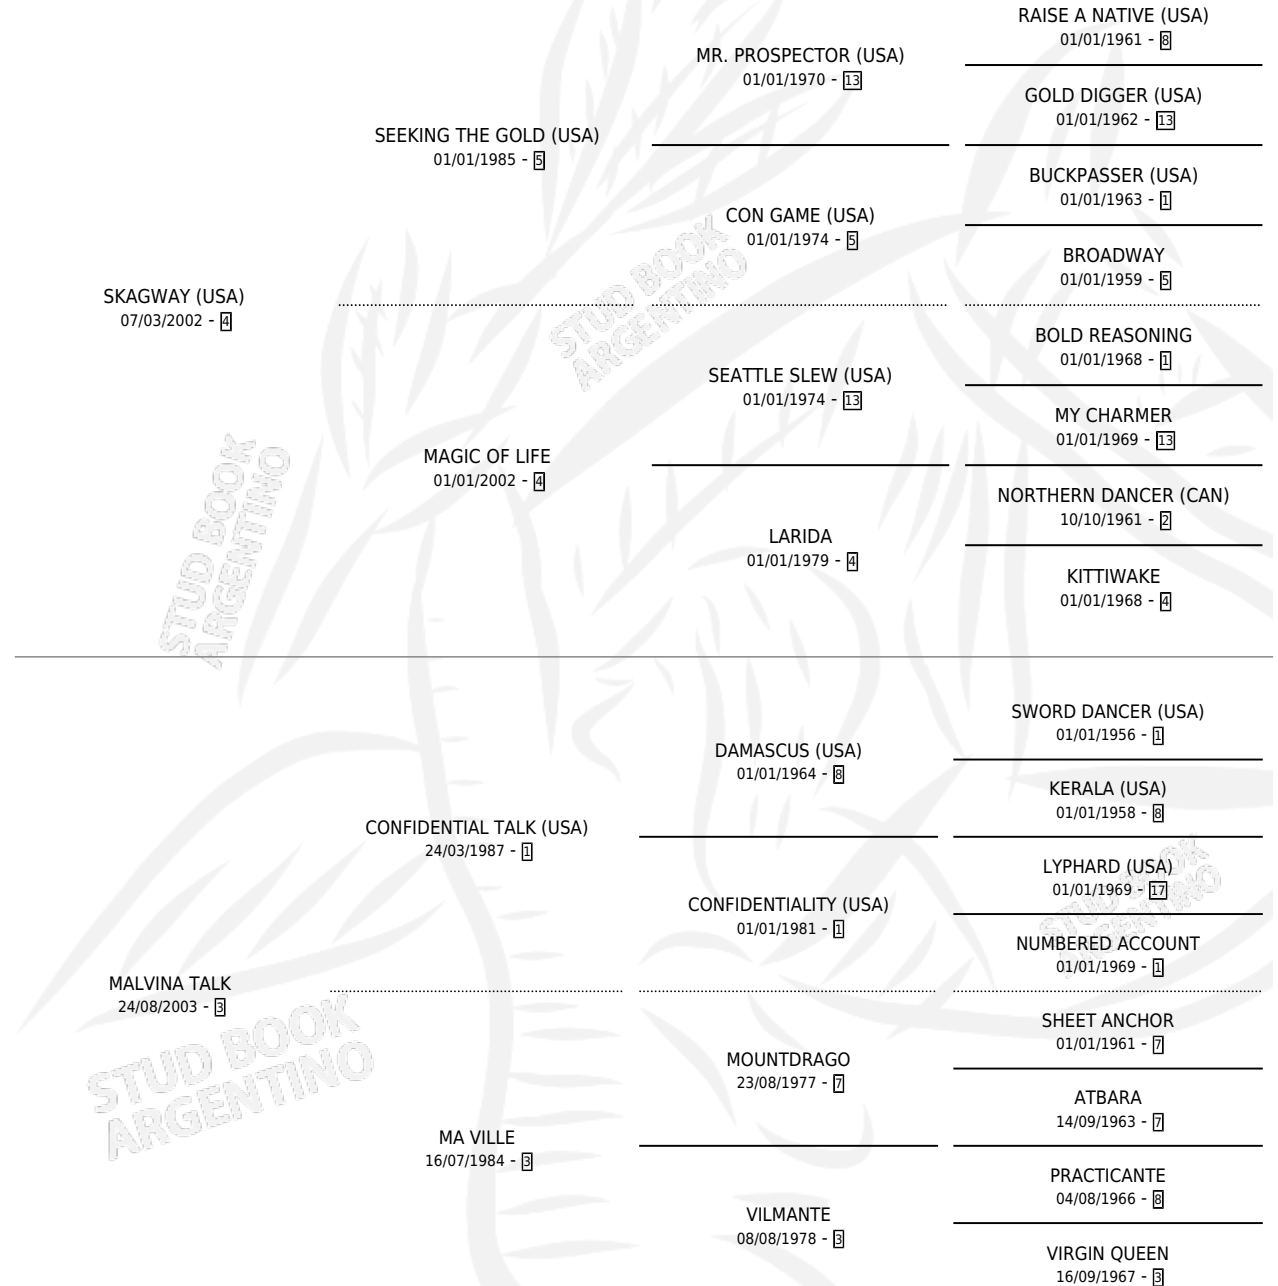 RAISE A NATIVE (USA)
01/01/1961 - 8
MR. PROSPECTOR (USA)
01/01/1970 - 13
GOLD DIGGER (USA)
01/01/1962 - 13
SEEKING THE GOLD (USA)
01/01/1985 - 5
BUCKPASSER (USA)
01/01/1963 - 1
CON GAME (USA)
01/01/1974 - 5
BROADWAY
01/01/1959 - 5
SKAGWAY (USA)
07/03/2002 - 4
BOLD REASONING
01/01/1968 - 1
SEATTLE SLEW (USA)
01/01/1974 - 13
MY CHARMER
01/01/1969 - 13
MAGIC OF LIFE
01/01/2002 - 4
NORTHERN DANCER (CAN)
10/10/1961 - 2
LARIDA
01/01/1979 - 4
KITTIWAKE
01/01/1968 - 4
SWORD DANCER (USA)
01/01/1956 - 1
DAMASCUS (USA)
01/01/1964 - 8
KERALA (USA)
01/01/1958 - 8
CONFIDENTIAL TALK (USA)
24/03/1987 - 1
LYPHARD (USA)
01/01/1969 - 17
CONFIDENTIALITY (USA)
01/01/1981 - 1
NUMBERED ACCOUNT
01/01/1969 - 1
MALVINA TALK
24/08/2003 - 3
SHEET ANCHOR
01/01/1961 - 7
MOUNTDRAGO
23/08/1977 - 7
ATBARA
14/09/1963 - 7
MA VILLE
16/07/1984 - 3
PRACTICANTE
04/08/1966 - 8
VILMANTE
08/08/1978 - 3
VIRGIN QUEEN
16/09/1967 - 3
STUD BOOK
ARGENTINO
STUD BOOK
ARGENTINO
STUD BOOK
ARGENTINO
STUD BOOK
ARGENTINO